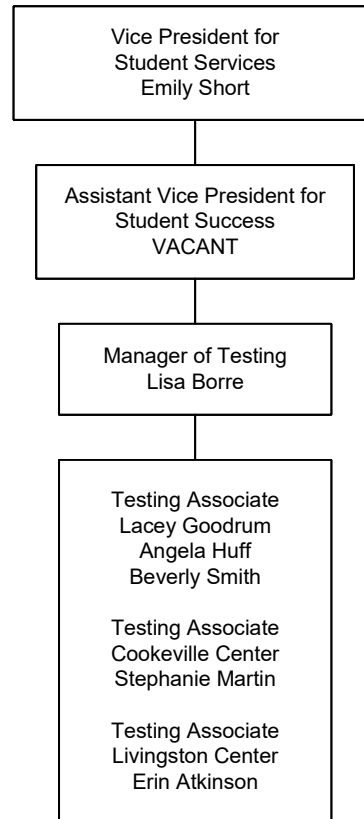 Vice President for
Student Services
Emily Short
Assistant Vice President for
Student Success
VACANT
Manager of Testing
Lisa Borre
Testing Associate
Lacey Goodrum
Angela Huff
Beverly Smith
Testing Associate
Cookeville Center
Stephanie Martin
Testing Associate
Livingston Center
Erin Atkinson